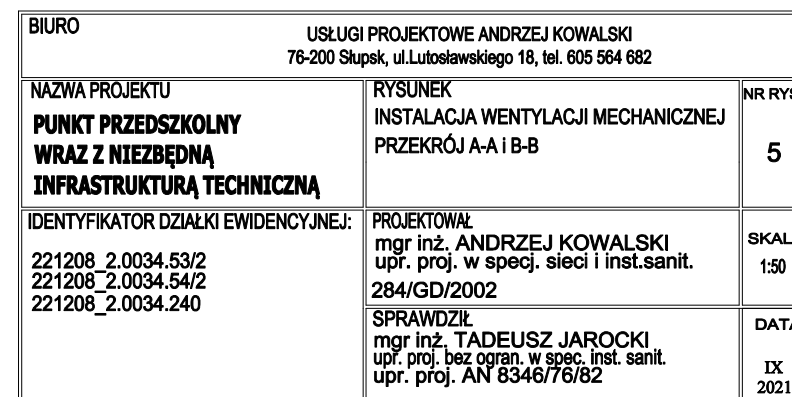 BIURO
USŁUGI PROJEKTOWE ANDRZEJ KOWALSKI
76-200 Słupsk, ul.Lutosławskiego 18, tel. 605 564 682
NAZWA PROJEKTU
PUNKT PRZEDSZKOLNY
WRAZ Z NIEZBĘDNĄ
INFRASTRUKTURĄ TECHNICZNĄ
RYSUNEK
INSTALACJA WENTYLACJI MECHANICZNEJ
PRZEKRÓJ A-A i B-B
NR RYS
5
IDENTYFIKATOR DZIAŁKI EWIDENCYJNEJ:
221208_2.0034.53/2
221208_2.0034.54/2
221208_2.0034.240
PROJEKTOWAŁ
mgr inż. ANDRZEJ KOWALSKI
upr. proj. w specj. sieci i inst.sanit.
284/GD/2002
SKAL
1:50
SPRAWDZIŁ
mgr inż. TADEUSZ JAROCKI
upr. proj. bez ogran. w spec. inst. sanit.
upr. proj. AN 8346/76/82
DATA
IX
2021